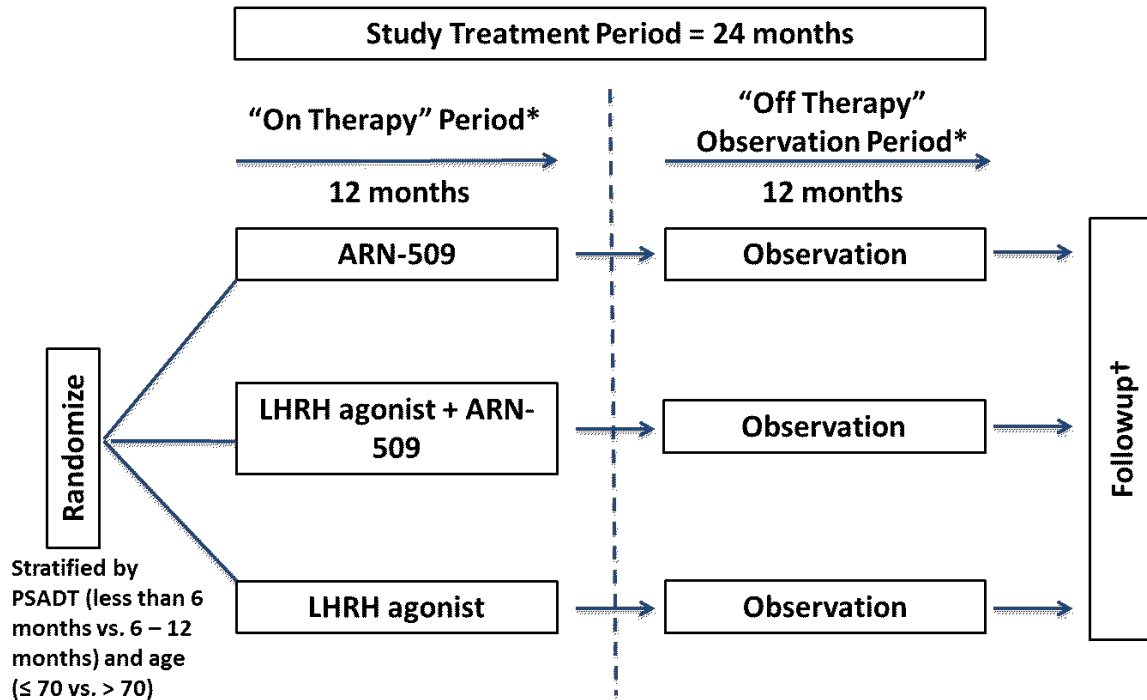 Study Treatment Period = 24 months
“On Therapy” Period*
12 months
“Off Therapy”
Observation Period*
12 months
Randomize
Stratified by
PSADT (less than 6
months vs. 6 – 12
months) and age
(≤ 70 vs. > 70)
ARN-509
Observation
LHRH agonist + ARN-
509
Observation
LHRH agonist
Observation
Followup†